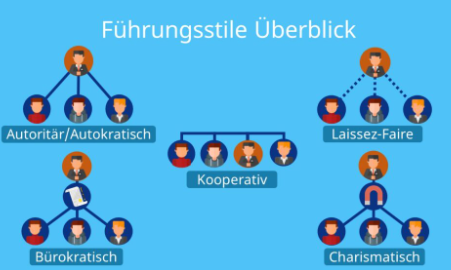 Führungsstile Überblick
Autoritär/Autokratisch
Laissez-Faire
Kooperativ
Bürokratisch
Charismatisch